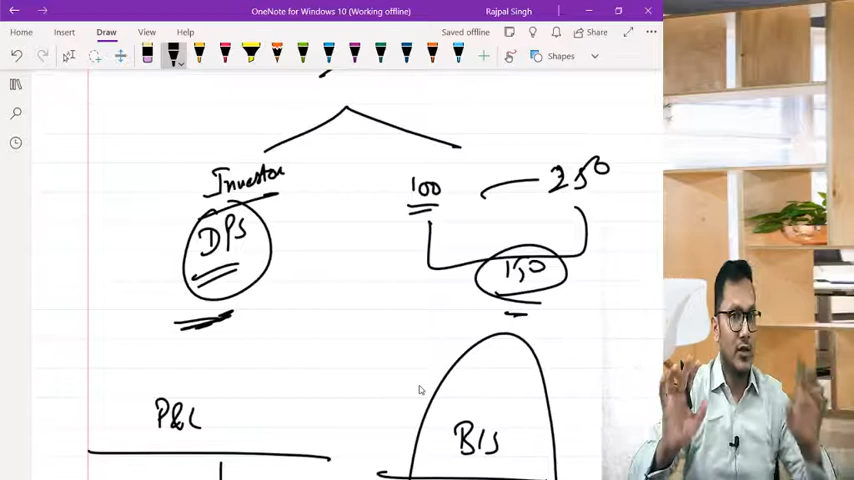 OneNote for Windows 10 (Working offline)
Rajpal Singh
Home Insert Draw View Help
Saved offline
Share
Shapes
Investor
100
250
DPS
150
P&L
B/S